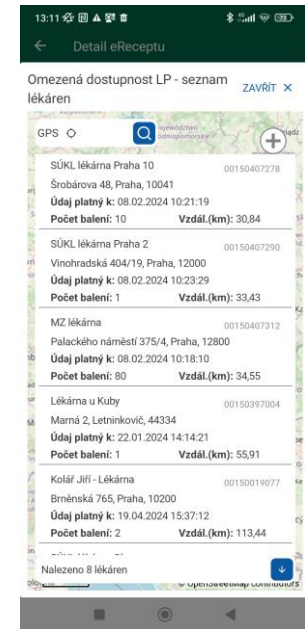 13:11
72
Detail eReceptu
Omezená dostupnost LP - seznam lékáren
ZAVŘÍT ×
GPS
SÚKL lékárna Praha 10 00150407278
Šrobárova 48, Praha, 10041
Údaj platný k: 08.02.2024 10:21:19
Počet balení: 10 Vzdál.(km): 30,84
SÚKL lékárna Praha 2 00150407290
Vinohradská 404/19, Praha, 12000
Údaj platný k: 08.02.2024 10:23:29
Počet balení: 1 Vzdál.(km): 33,43
MZ lékárna 00150407312
Palackého náměstí 375/4, Praha, 12800
Údaj platný k: 08.02.2024 10:18:10
Počet balení: 80 Vzdál.(km): 34,55
Lékárna u Kuby 00150397004
Marná 2, Letninkovič, 44334
Údaj platný k: 22.01.2024 14:14:21
Počet balení: 1 Vzdál.(km): 55,91
Kolář Jiří - Lékárna 00150019077
Brněnská 765, Praha, 10200
Údaj platný k: 19.04.2024 15:37:12
Počet balení: 2 Vzdál.(km): 113,44
Nalezeno 8 lékáren
© OpenStreetMap contributors